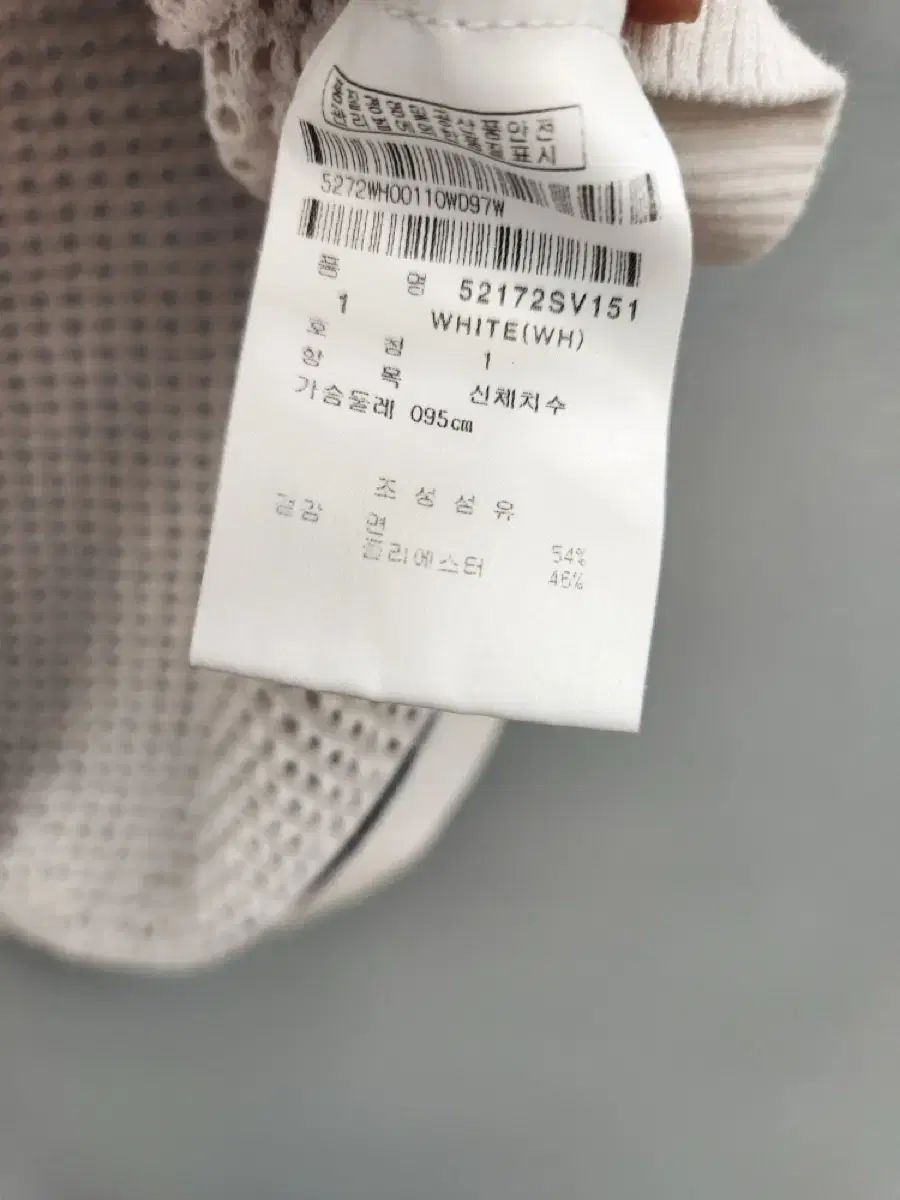 5272WH00110WD97W
품 명 52172SV151
1 WHITE(WH)
호 칭 1
항 목 신체치수
가슴둘레 095cm
조성섬유
겉감 면 54%
폴리에스터 46%